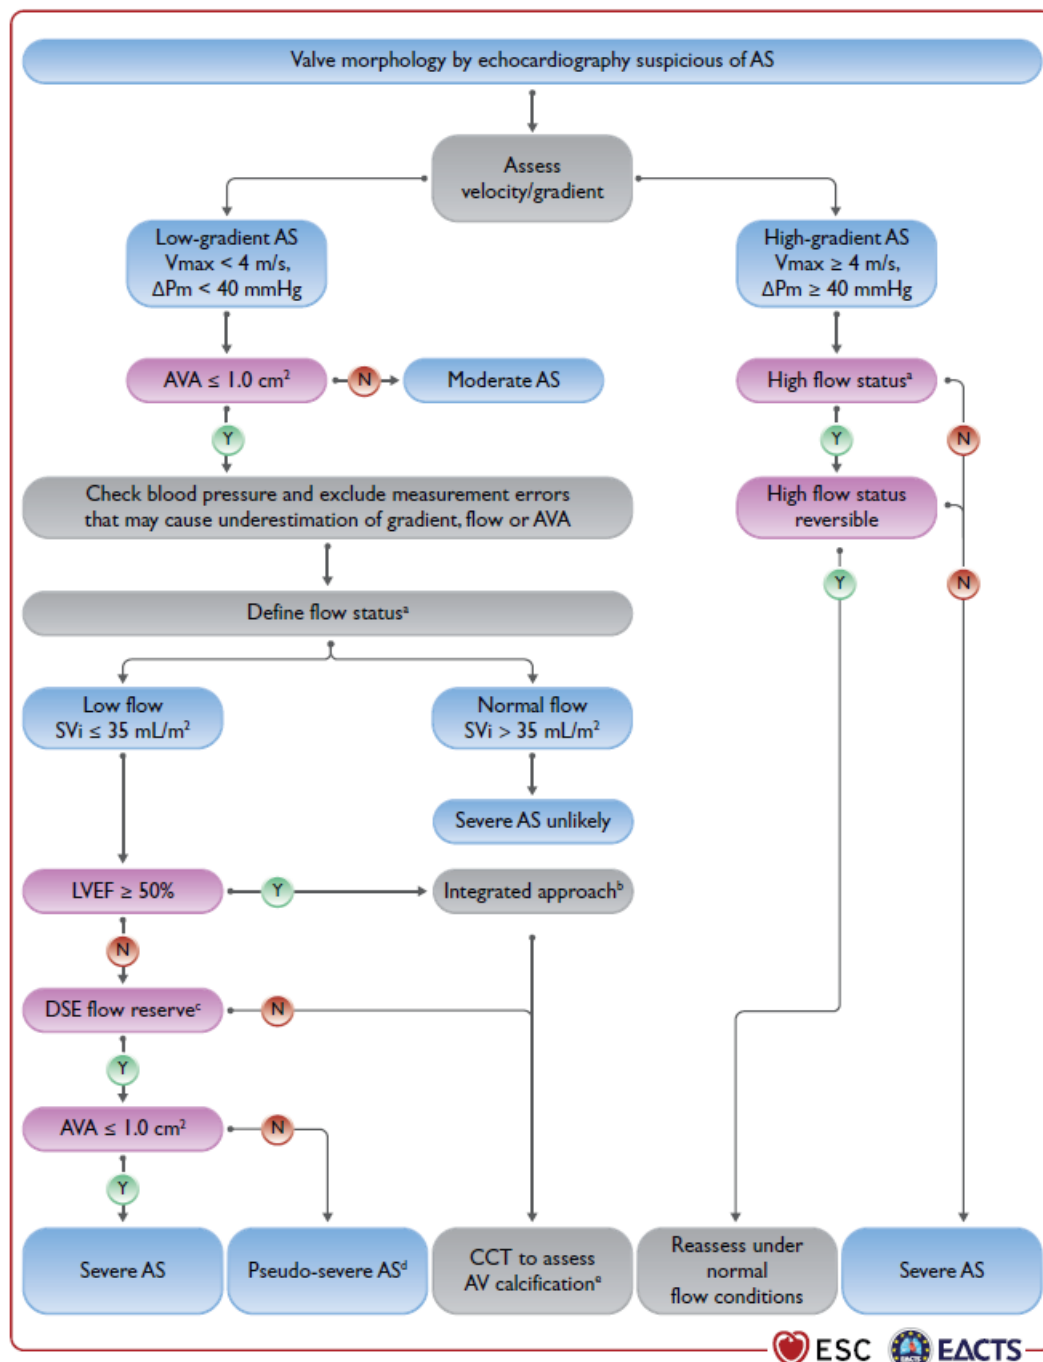 Valve morphology by echocardiography suspicious of AS
Assess
velocity/gradient
Low-gradient AS
Vmax < 4 m/s,
ΔPm < 40 mmHg
High-gradient AS
Vmax ≥ 4 m/s,
ΔPm ≥ 40 mmHg
AVA ≤ 1.0 cm²
N
Moderate AS
High flow statusᵃ
Y
Y
N
Check blood pressure and exclude measurement errors
that may cause underestimation of gradient, flow or AVA
High flow status
reversible
Y
N
Define flow statusᵃ
Low flow
SVi ≤ 35 mL/m²
Normal flow
SVi > 35 mL/m²
Severe AS unlikely
LVEF ≥ 50%
Y
Integrated approachᵇ
N
DSE flow reserveᶜ
N
Y
AVA ≤ 1.0 cm²
N
Y
Severe AS
Pseudo-severe ASᵈ
CCT to assess
AV calcificationᵉ
Reassess under
normal
flow conditions
Severe AS
ESC
EACTS